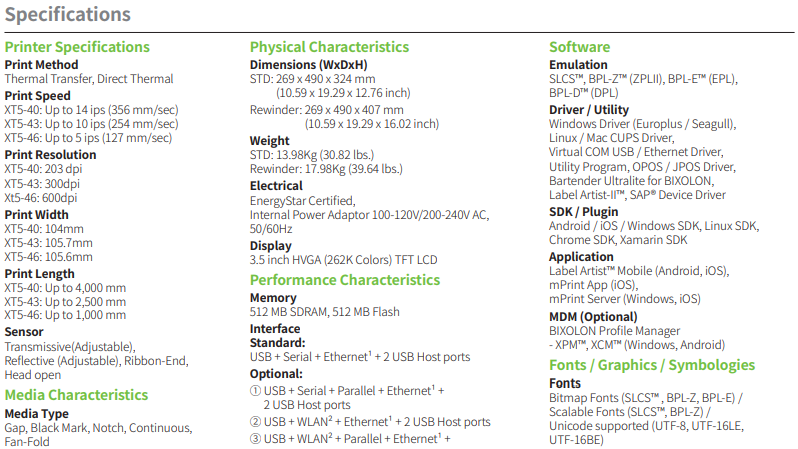 Specifications
Printer Specifications
Print Method
Thermal Transfer, Direct Thermal
Print Speed
XT5-40: Up to 14 ips (356 mm/sec)
XT5-43: Up to 10 ips (254 mm/sec)
XT5-46: Up to 5 ips (127 mm/sec)
Print Resolution
XT5-40: 203 dpi
XT5-43: 300dpi
Xt5-46: 600dpi
Print Width
XT5-40: 104mm
XT5-43: 105.7mm
XT5-46: 105.6mm
Print Length
XT5-40: Up to 4,000 mm
XT5-43: Up to 2,500 mm
XT5-46: Up to 1,000 mm
Sensor
Transmissive(Adjustable),
Reflective (Adjustable), Ribbon-End,
Head open
Media Characteristics
Media Type
Gap, Black Mark, Notch, Continuous,
Fan-Fold
Physical Characteristics
Dimensions (WxDxH)
STD: 269 x 490 x 324 mm
(10.59 x 19.29 x 12.76 inch)
Rewinder: 269 x 490 x 407 mm
(10.59 x 19.29 x 16.02 inch)
Weight
STD: 13.98Kg (30.82 lbs.)
Rewinder: 17.98Kg (39.64 lbs.)
Electrical
EnergyStar Certified,
Internal Power Adaptor 100-120V/200-240V AC,
50/60Hz
Display
3.5 inch HVGA (262K Colors) TFT LCD
Performance Characteristics
Memory
512 MB SDRAM, 512 MB Flash
Interface
Standard:
USB + Serial + Ethernet¹ + 2 USB Host ports
Optional:
① USB + Serial + Parallel + Ethernet¹ +
2 USB Host ports
② USB + WLAN² + Ethernet¹ + 2 USB Host ports
③ USB + WLAN² + Parallel + Ethernet¹ +
Software
Emulation
SLCS™, BPL-Z™ (ZPLII), BPL-E™ (EPL),
BPL-D™ (DPL)
Driver / Utility
Windows Driver (Europlus / Seagull),
Linux / Mac CUPS Driver,
Virtual COM USB / Ethernet Driver,
Utility Program, OPOS / JPOS Driver,
Bartender Ultralite for BIXOLON,
Label Artist-II™, SAP® Device Driver
SDK / Plugin
Android / iOS / Windows SDK, Linux SDK,
Chrome SDK, Xamarin SDK
Application
Label Artist™ Mobile (Android, iOS),
mPrint App (iOS),
mPrint Server (Windows, iOS)
MDM (Optional)
BIXOLON Profile Manager
- XPM™, XCM™ (Windows, Android)
Fonts / Graphics / Symbologies
Fonts
Bitmap Fonts (SLCS™ , BPL-Z, BPL-E) /
Scalable Fonts (SLCS™, BPL-Z) /
Unicode supported (UTF-8, UTF-16LE,
UTF-16BE)